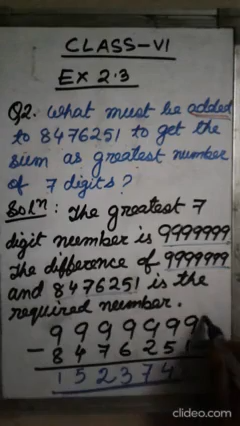 CLASS-VI
Ex 2.3
Q2. What must be added
to 8476251 to get the
sum as greatest number
of 7 digits?
Soln: The greatest 7
digit number is 9999999
The difference of 9999999
and 8476251 is the
required number.
9999999
- 847625
152374
clideo.com